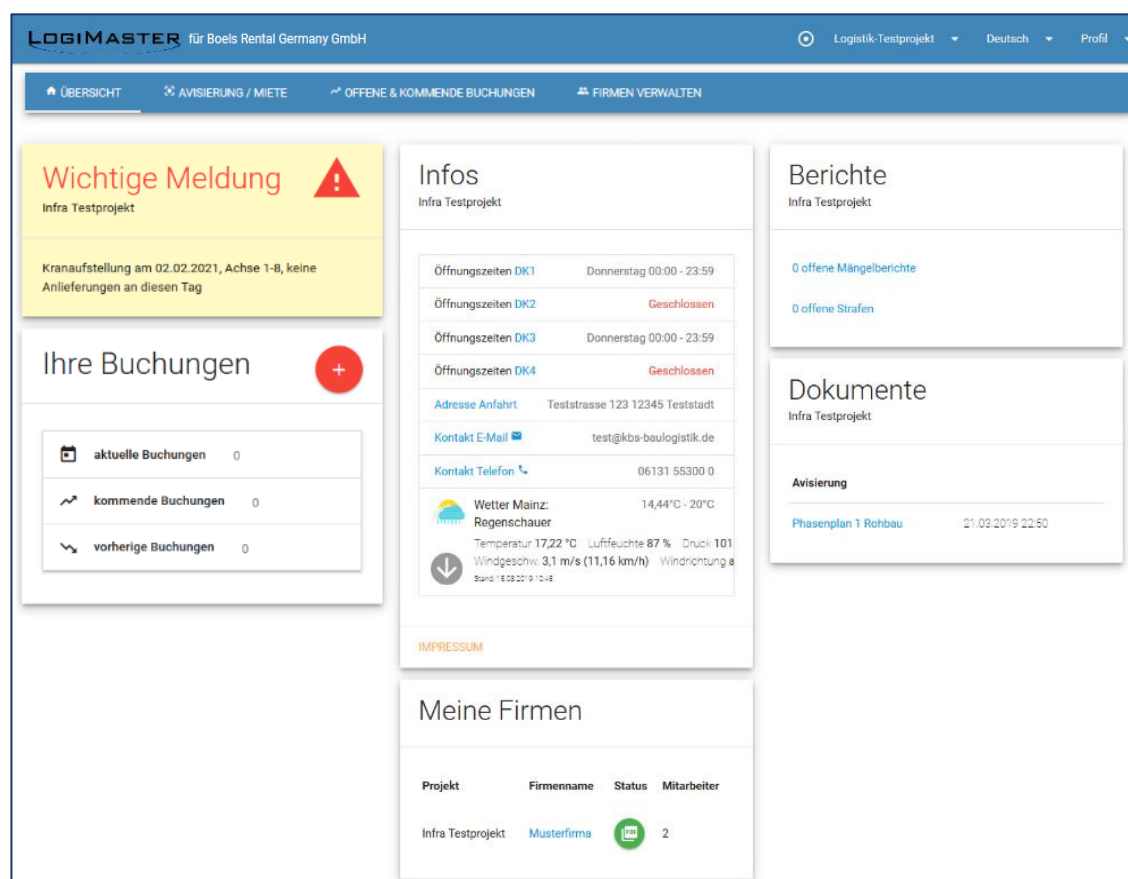 LOGIMASTER für Boels Rental Germany GmbH
Logistik-Testprojekt Deutsch Profil
ÜBERSICHT AVISIERUNG / MIETE OFFENE & KOMMENDE BUCHUNGEN FIRMEN VERWALTEN
Wichtige Meldung
Infra Testprojekt
Kranaufstellung am 02.02.2021, Achse 1-8, keine
Anlieferungen an diesen Tag
Ihre Buchungen
+
aktuelle Buchungen 0
kommende Buchungen 0
vorherige Buchungen 0
Infos
Infra Testprojekt
Öffnungszeiten DK1 Donnerstag 00:00 - 23:59
Öffnungszeiten DK2 Geschlossen
Öffnungszeiten DK3 Donnerstag 00:00 - 23:59
Öffnungszeiten DK4 Geschlossen
Adresse Anfahrt Teststrasse 123 12345 Teststadt
Kontakt E-Mail test@kbs-baulogistik.de
Kontakt Telefon 06131 55300 0
Wetter Mainz: 14,44°C - 20°C
Regenschauer
Temperatur 17,22 °C Luftfeuchte 87 % Druck 101
Windgeschw. 3,1 m/s (11,16 km/h) Windrichtung a
Stand: 15.08.2019 10:48
IMPRESSUM
Meine Firmen
Projekt Firmenname Status Mitarbeiter
Infra Testprojekt Musterfirma PDF 2
Berichte
Infra Testprojekt
0 offene Mängelberichte
0 offene Strafen
Dokumente
Infra Testprojekt
Avisierung
Phasenplan 1 Rohbau 21.03.2019 22:50